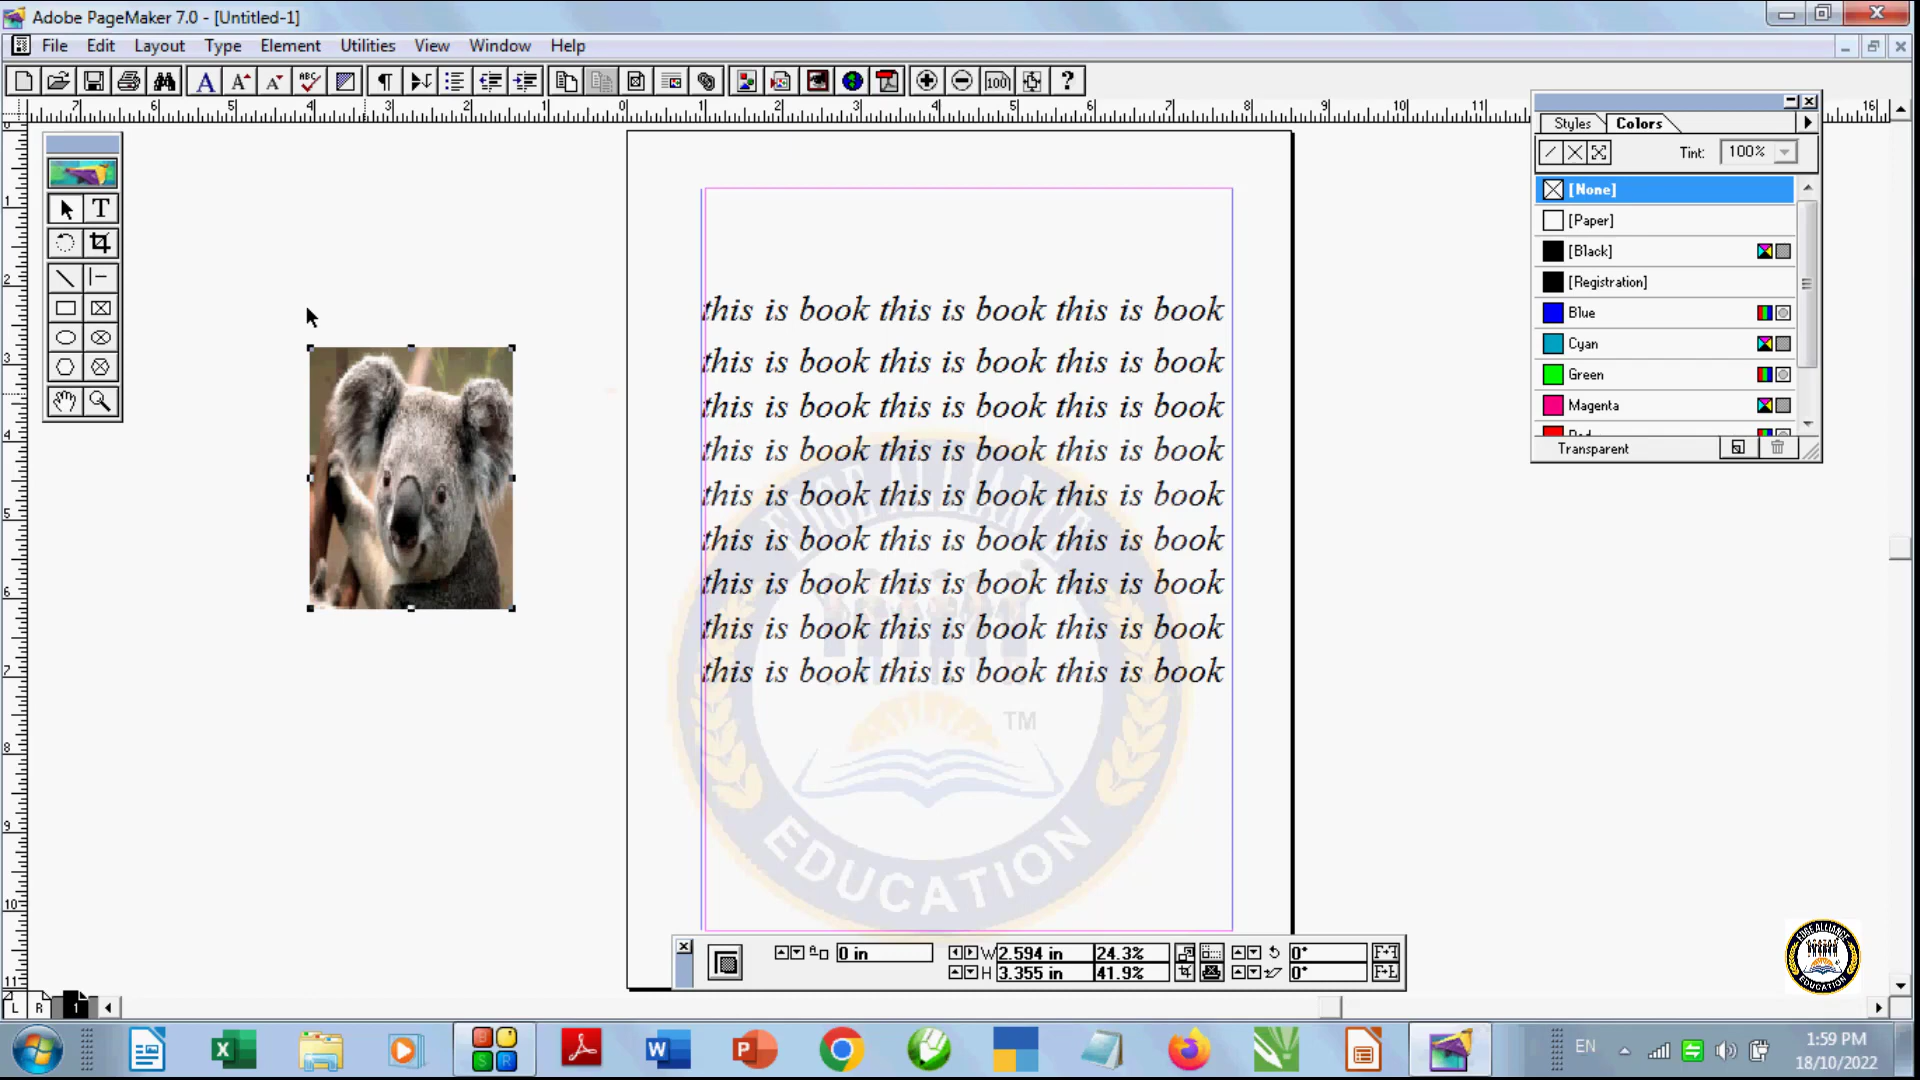 Adobe PageMaker 7.0 - [Untitled-1]
File Edit Layout Type Element Utilities View Window Help
Styles Colors
Tint: 100%
[None]
[Paper]
[Black]
[Registration]
Blue
Cyan
Green
Magenta
Transparent
this is book this is book this is book
this is book this is book this is book
this is book this is book this is book
this is book this is book this is book
this is book this is book this is book
this is book this is book this is book
this is book this is book this is book
this is book this is book this is book
this is book this is book this is book
EDGE ALLIANCE
TM
EDUCATION
0 in W 2.594 in 24.3% 0°
H 3.355 in 41.9% 0°
EDGE ALLIANCE
EDUCATION
L R 1
EN
1:59 PM
18/10/2022